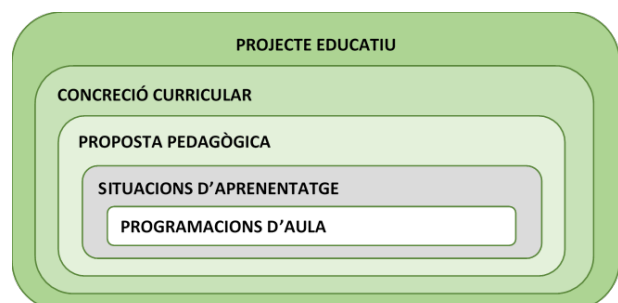 PROJECTE EDUCATIU
CONCRECIÓ CURRICULAR
PROPOSTA PEDAGÒGICA
SITUACIONS D'APRENENTATGE
PROGRAMACIONS D'AULA